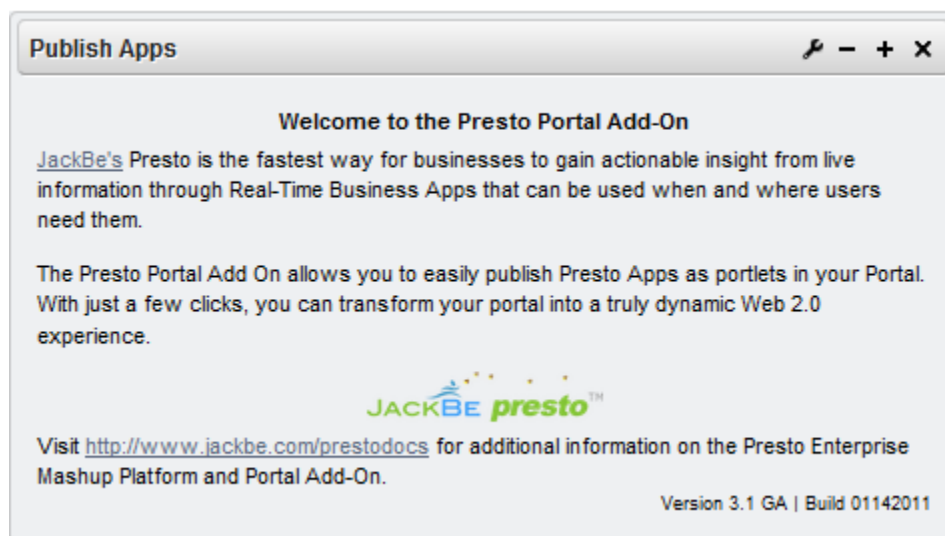 Publish Apps
Welcome to the Presto Portal Add-On
JackBe's Presto is the fastest way for businesses to gain actionable insight from live
information through Real-Time Business Apps that can be used when and where users
need them.
The Presto Portal Add On allows you to easily publish Presto Apps as portlets in your Portal.
With just a few clicks, you can transform your portal into a truly dynamic Web 2.0
experience.
JACKBE presto™
Visit http://www.jackbe.com/prestodocs for additional information on the Presto Enterprise
Mashup Platform and Portal Add-On.
Version 3.1 GA | Build 01142011